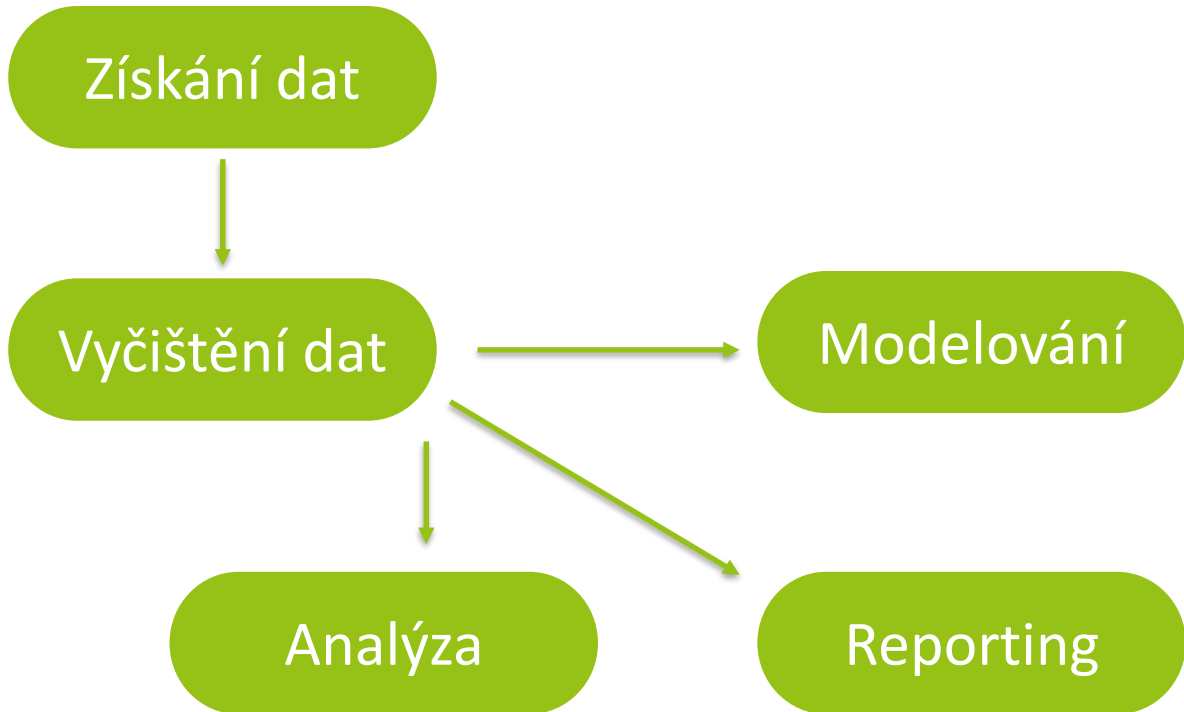 Získání dat
Vyčištění dat
Modelování
Analýza
Reporting